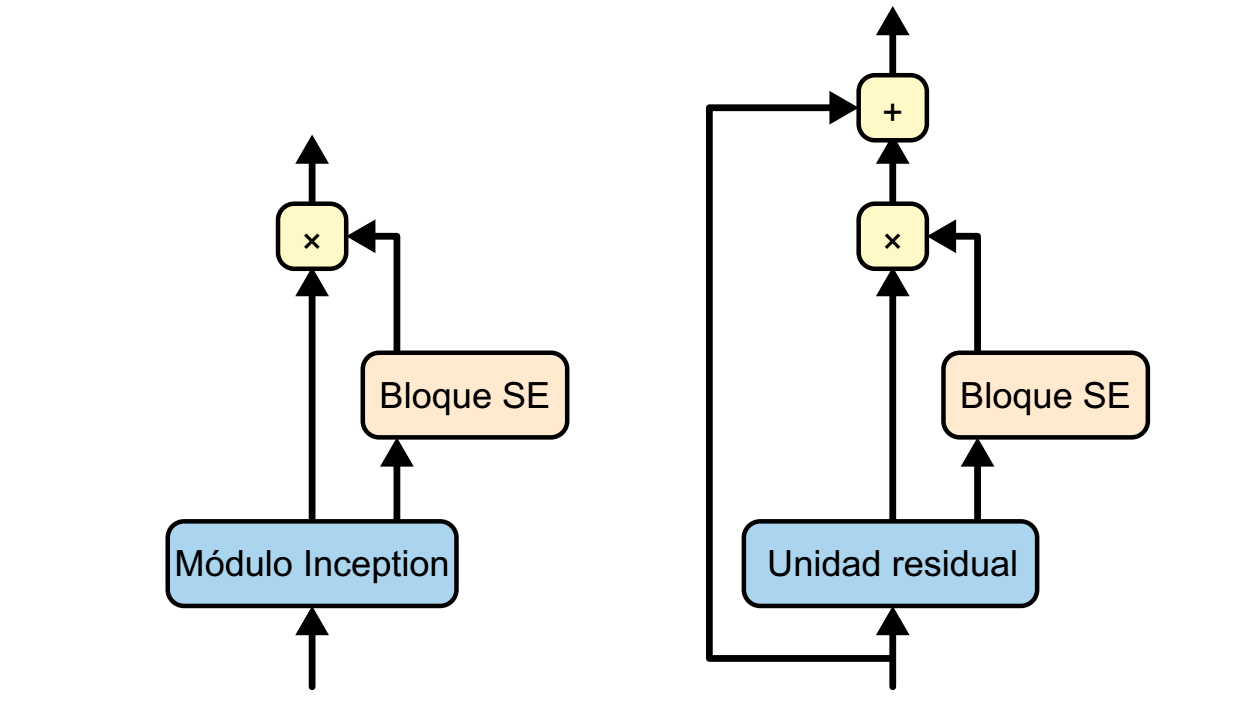 ×
Bloque SE
Módulo Inception
+
×
Bloque SE
Unidad residual